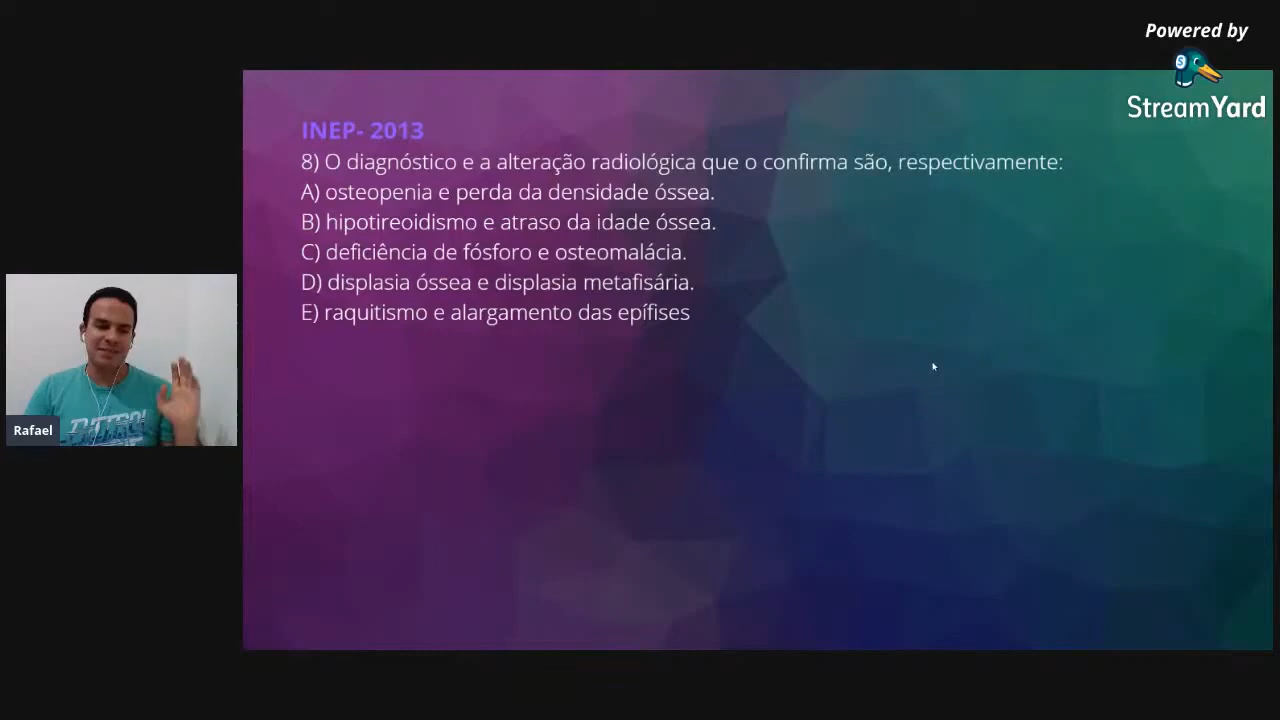 Powered by
StreamYard
INEP- 2013
8) O diagnóstico e a alteração radiológica que o confirma são, respectivamente:
A) osteopenia e perda da densidade óssea.
B) hipotireoidismo e atraso da idade óssea.
C) deficiência de fósforo e osteomalácia.
D) displasia óssea e displasia metafisária.
E) raquitismo e alargamento das epífises
Rafael